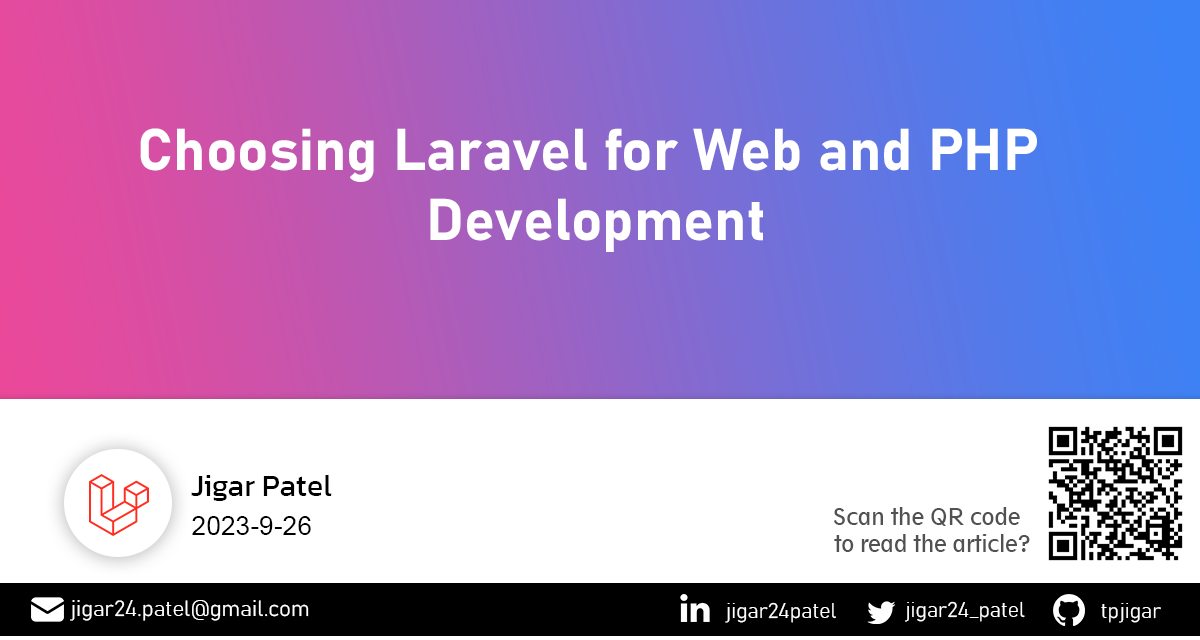 Choosing Laravel for Web and PHP
Development
Jigar Patel
2023-9-26
Scan the QR code
to read the article?
jigar24.patel@gmail.com
jigar24patel
jigar24_patel
tpjigar